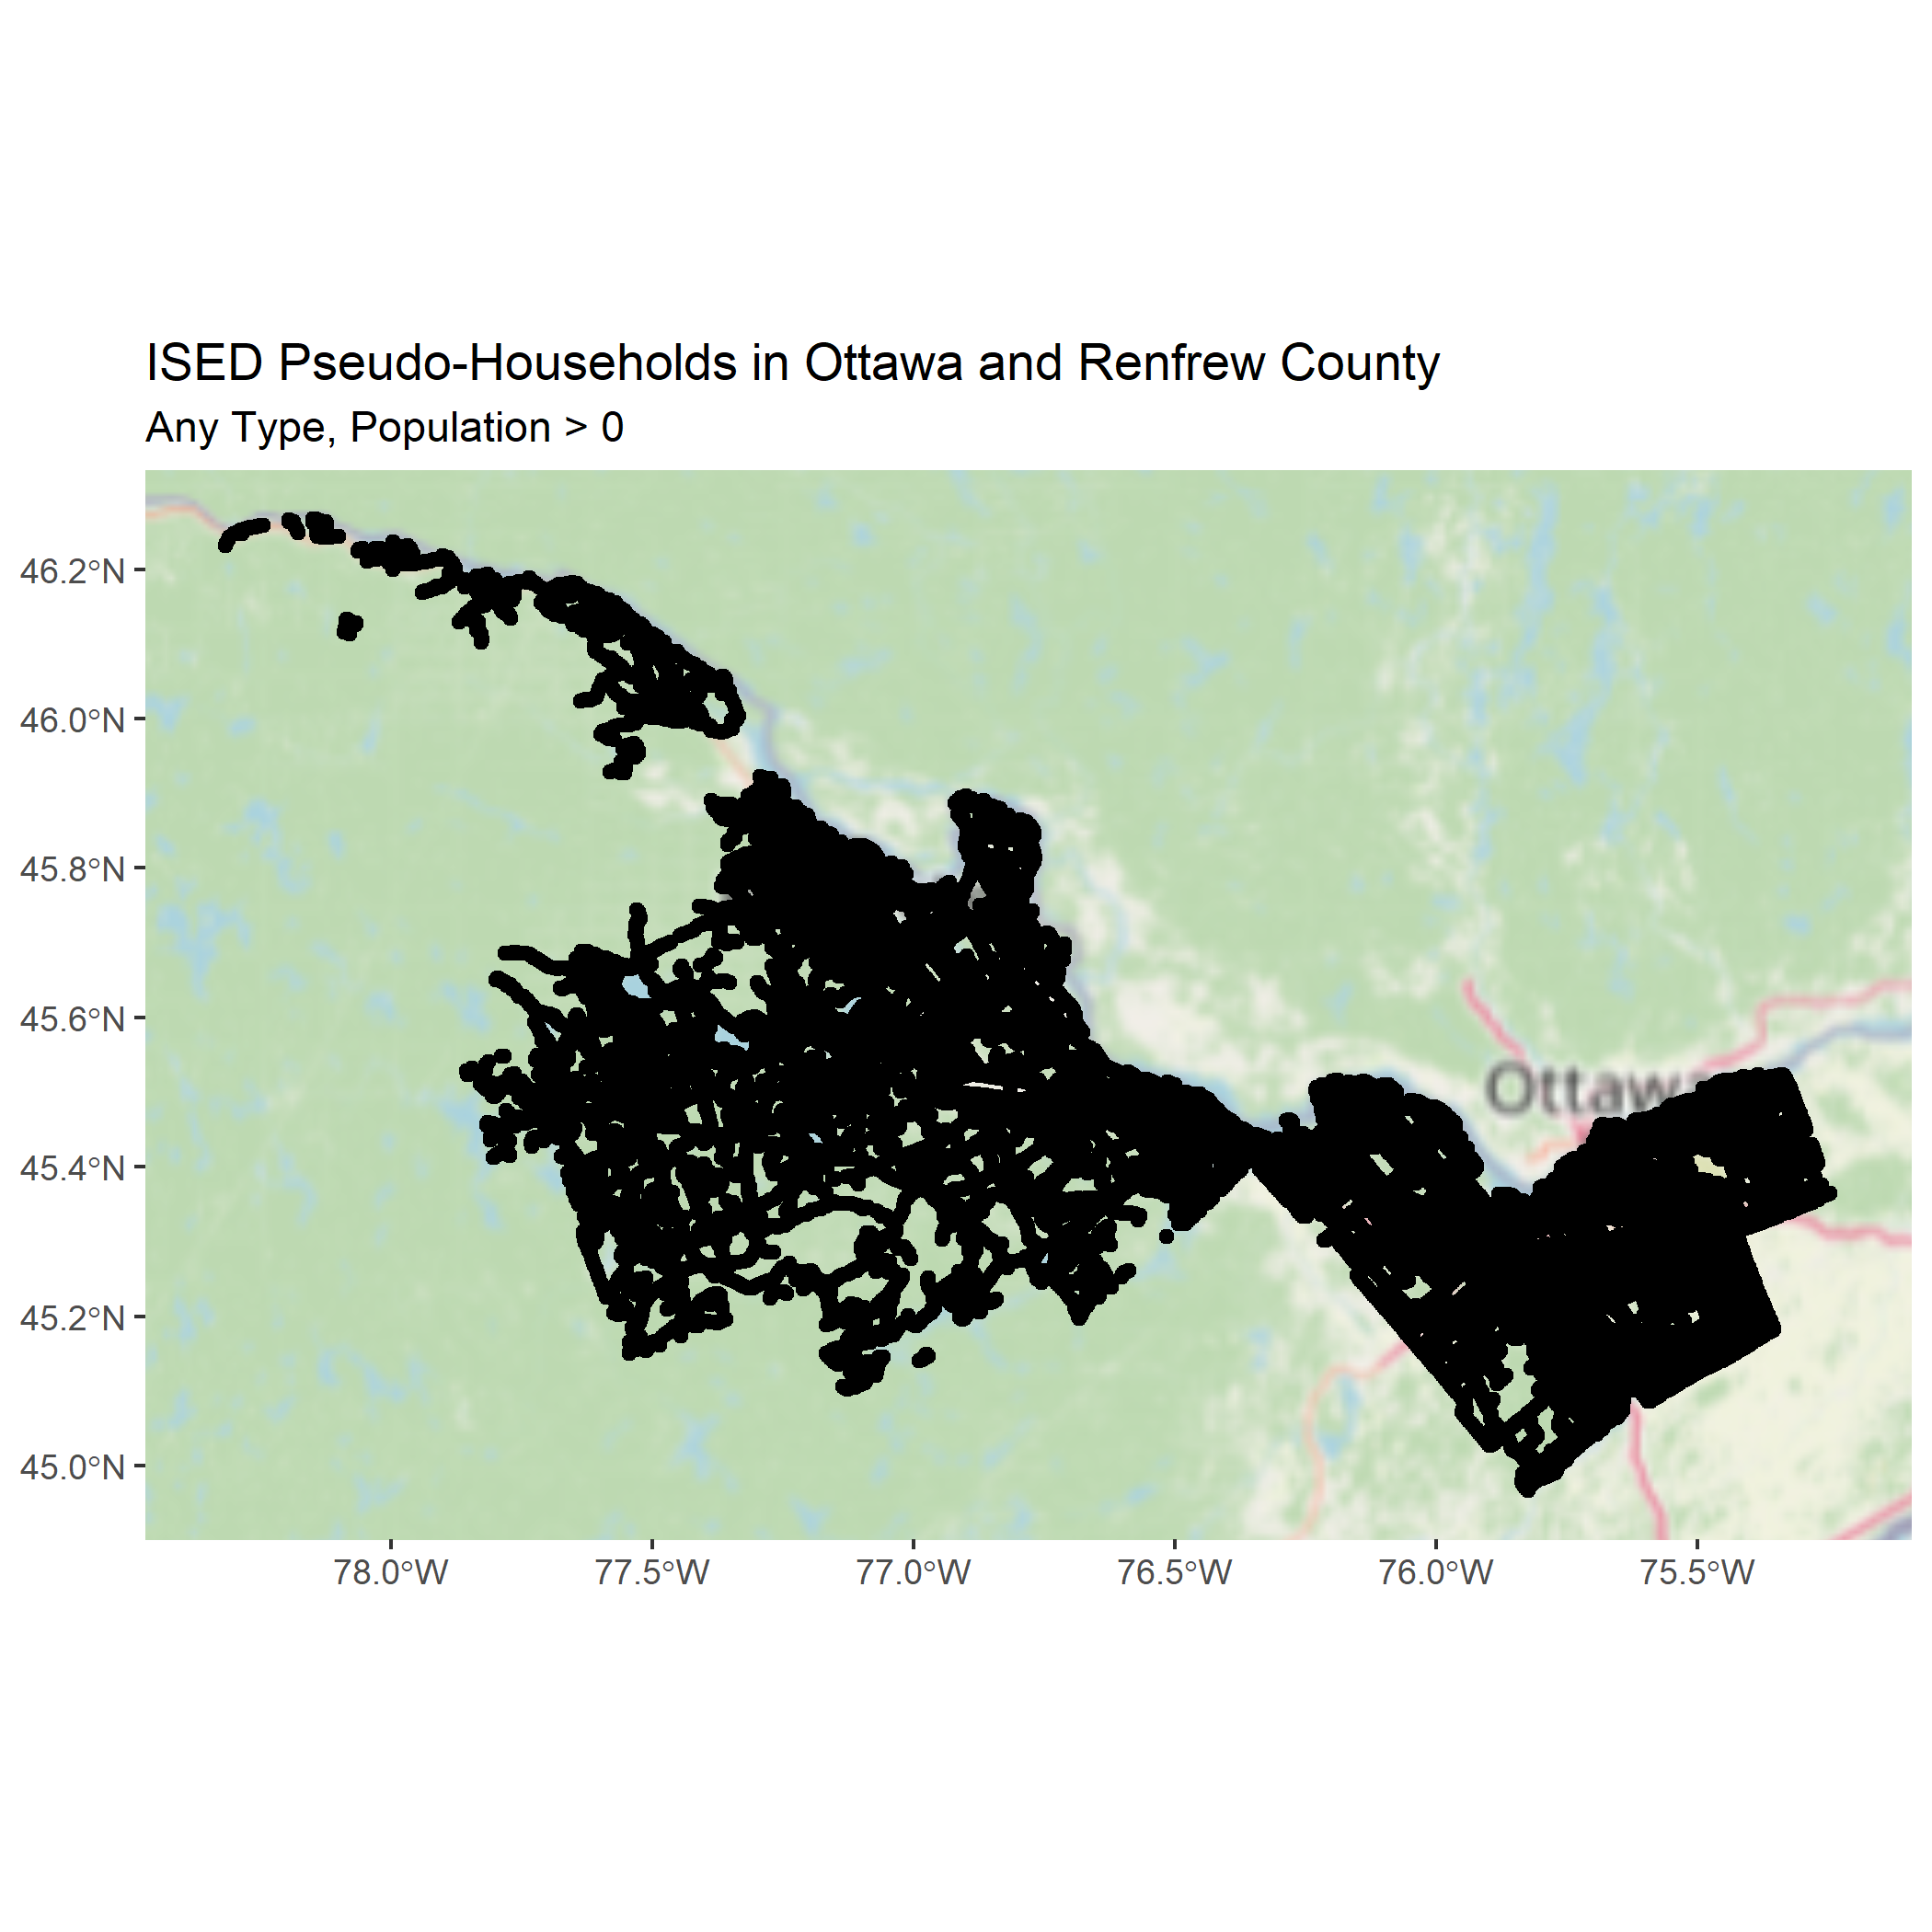 ISED Pseudo-Households in Ottawa and Renfrew County
Any Type, Population > 0
46.2°N
46.0°N
45.8°N
45.6°N
Ottawa
45.4°N
45.2°N
45.0°N
78.0°W 77.5°W 77.0°W 76.5°W 76.0°W 75.5°W